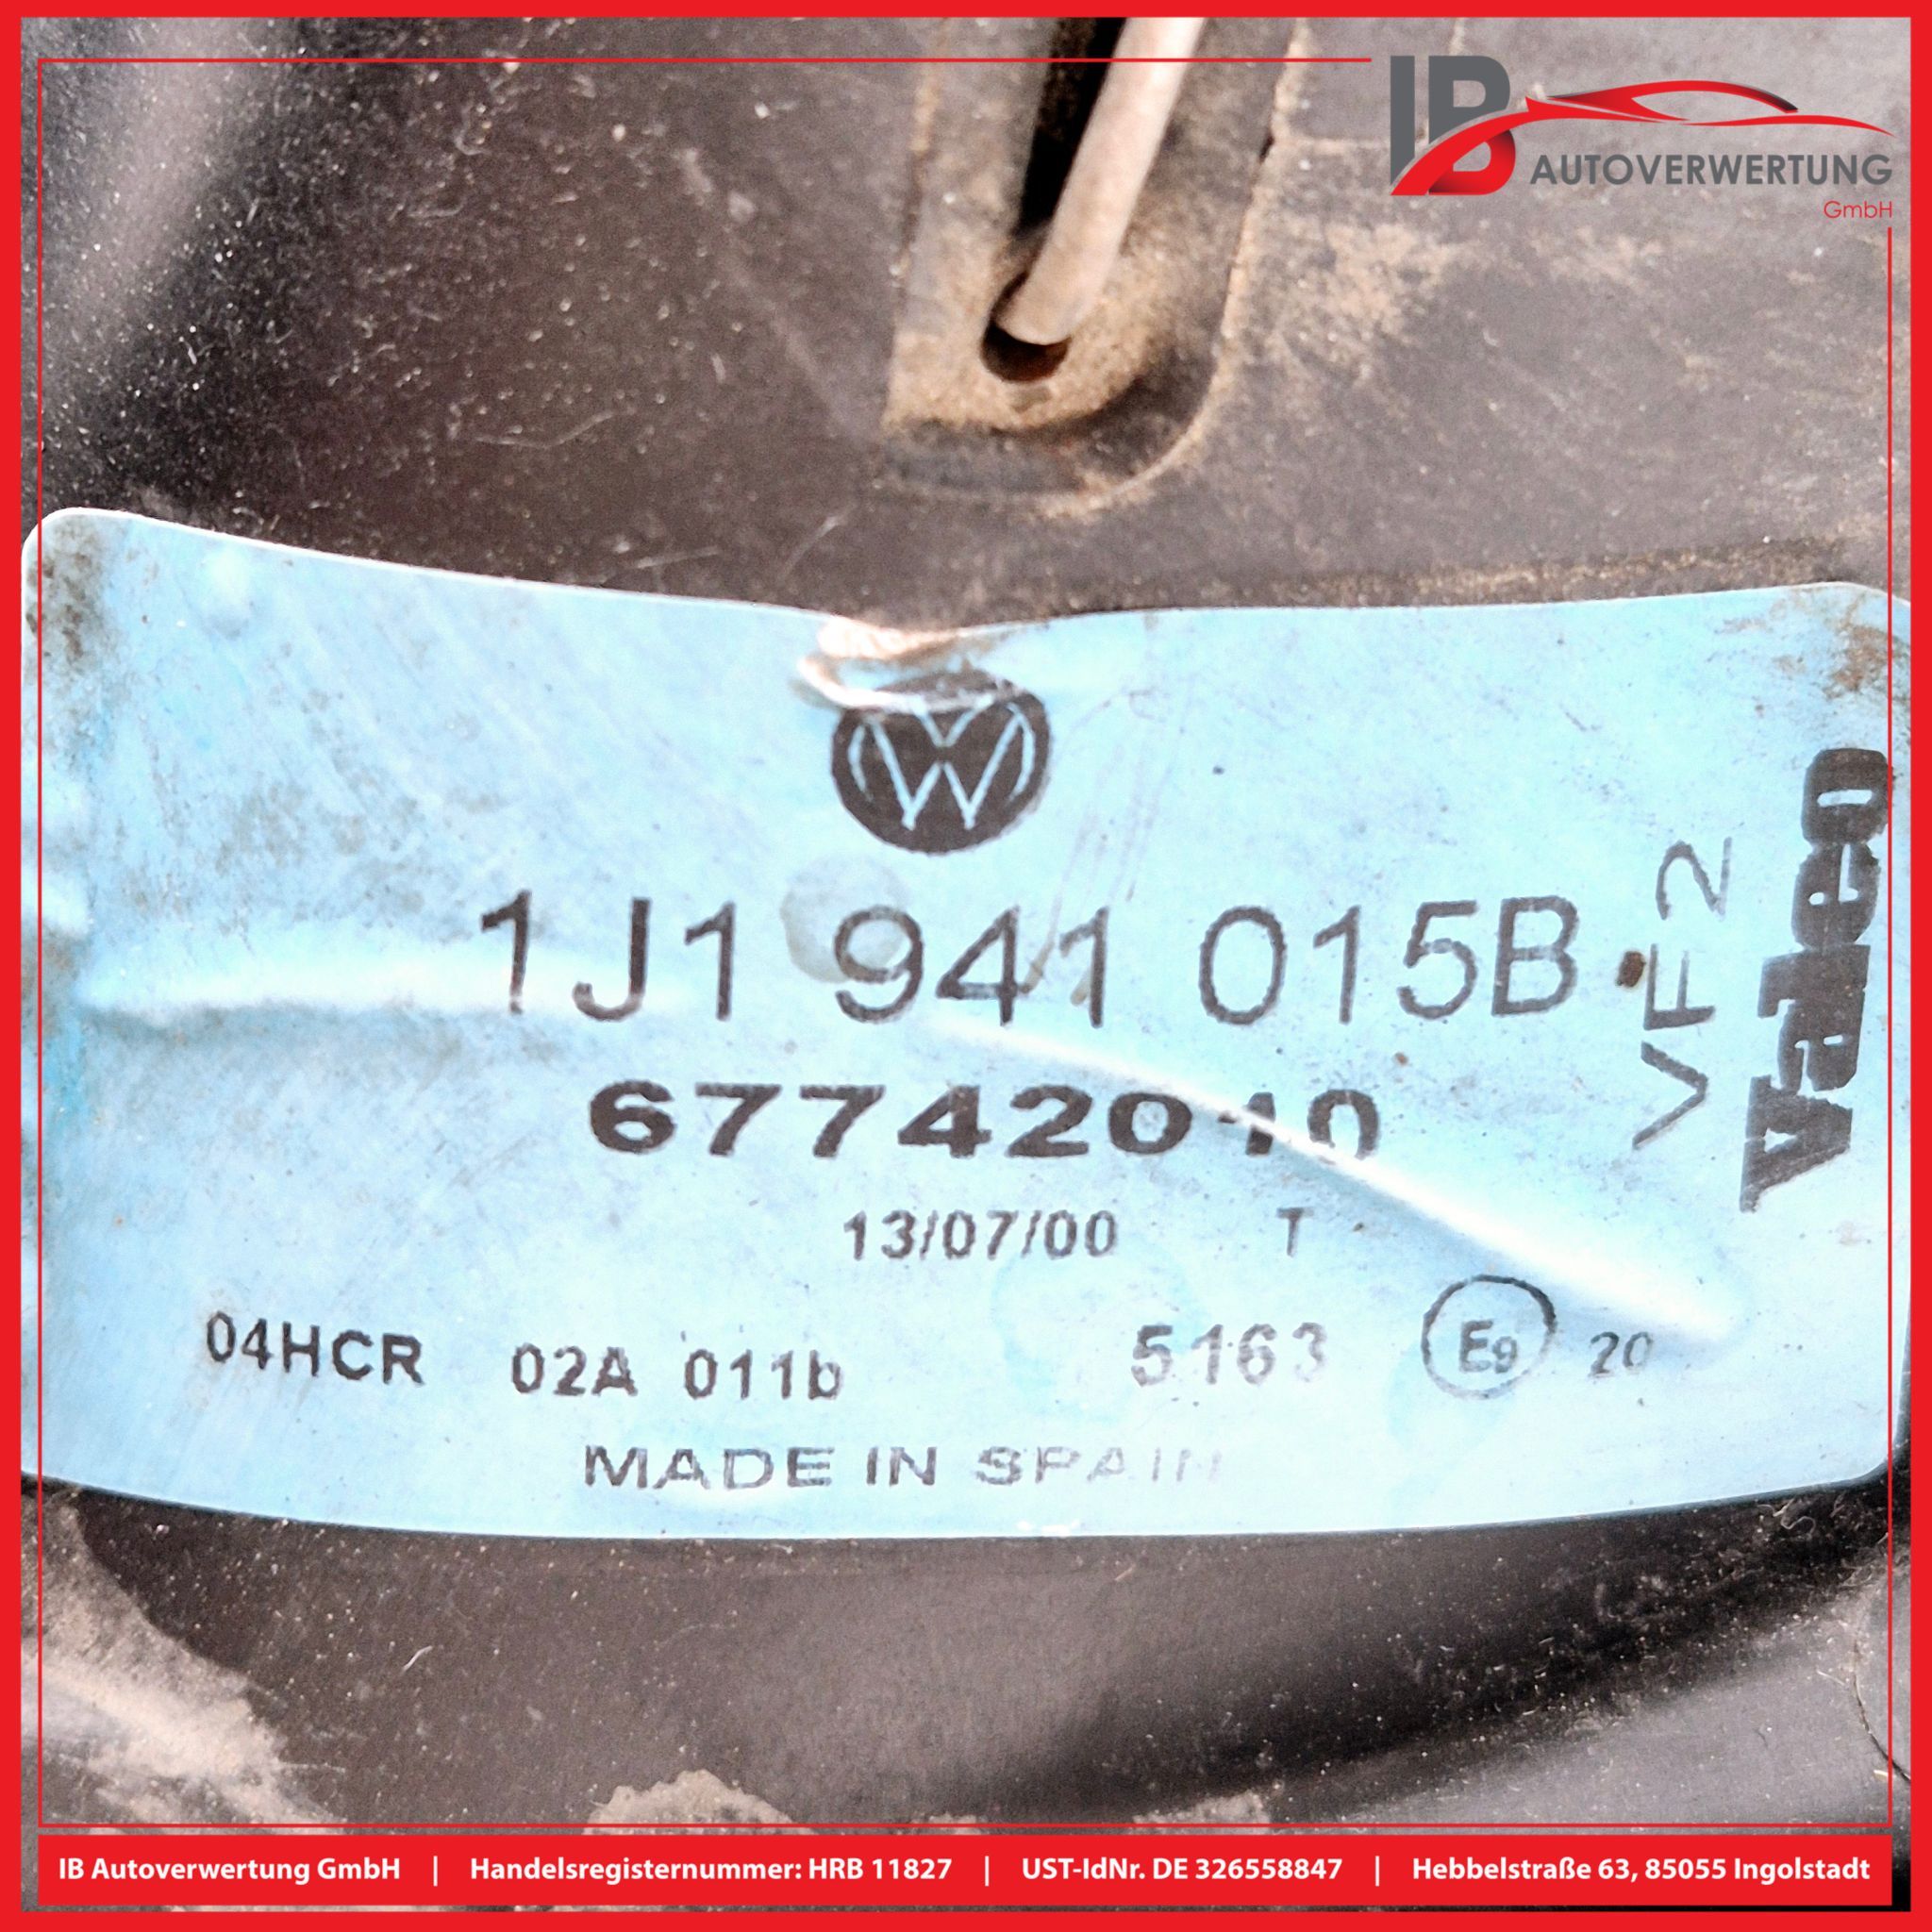 IB
AUTOVERWERTUNG
GmbH
1J1 941 015B
67742010
13/07/00 T
04HCR 02A 011b 5163 E9 20
MADE IN SPAIN
VF2
Valeo
IB Autoverwertung GmbH | Handelsregisternummer: HRB 11827 | UST-IdNr. DE 326558847 | Hebbelstraße 63, 85055 Ingolstadt